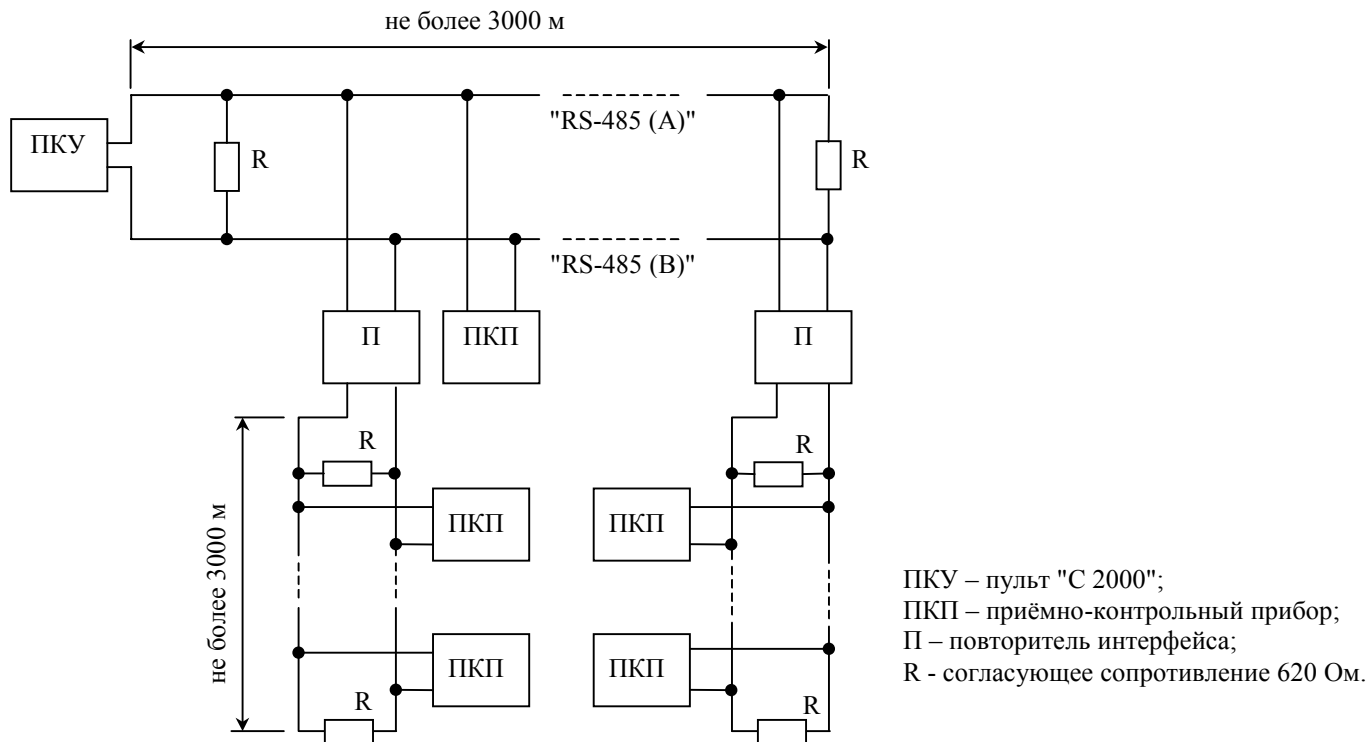 не более 3000 м
"RS-485 (A)"
ПКУ
R
R
"RS-485 (B)"
П
ПКП
П
не более 3000 м
R
R
ПКП
ПКП
ПКП
ПКП
R
R
ПКУ – пульт "С 2000";
ПКП – приёмно-контрольный прибор;
П – повторитель интерфейса;
R - согласующее сопротивление 620 Ом.